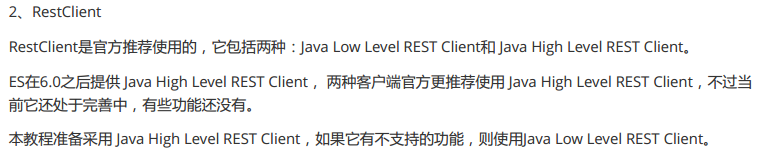 2、RestClient
RestClient是官方推荐使用的，它包括两种：Java Low Level REST Client和 Java High Level REST Client。
ES在6.0之后提供 Java High Level REST Client， 两种客户端官方更推荐使用 Java High Level REST Client，不过当
前它还处于完善中，有些功能还没有。
本教程准备采用 Java High Level REST Client，如果它有不支持的功能，则使用Java Low Level REST Client。